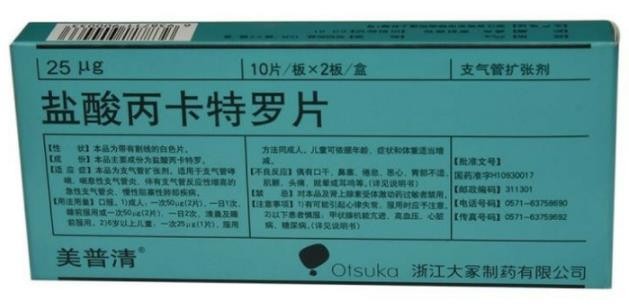 25 μg
10片/板×2板/盒
支气管扩张剂
盐酸丙卡特罗片
【性 状】本品为带有割线的白色片。
【成 份】本品主要成份为盐酸丙卡特罗。
【适 应 症】本品为支气管扩张剂。适用于支气管哮
喘、喘息性支气管炎、伴有支气管反应性增高的
急性支气管炎、慢性阻塞性肺部疾病。
【用法用量】口服。1)成人：一次50μg(2片)，一日1次，
睡前服用或一次50μg(2片)，一日2次，清晨及睡
前服用。2)6岁以上儿童：一次25μg(1片)，服用
方法同成人。儿童可依据年龄、症状和体重适当增
减。
【不良反应】偶有口干、鼻塞、倦怠、恶心、胃部不适、
肌颤、头痛、眩晕或耳鸣等。(详见说明书)
【禁 忌】对本品及肾上腺素受体激动药过敏者禁用。
【注意事项】1)有可能引起心律失常，服用时应予注意。
2)以下患者慎服。甲状腺机能亢进、高血压、心脏
病、糖尿病。(详见说明书)
【批准文号】
国药准字H10930017
【邮政编码】311301
【电话号码】0571-63758690
【传真号码】0571-63759692
美普清®
Otsuka 浙江大冢制药有限公司